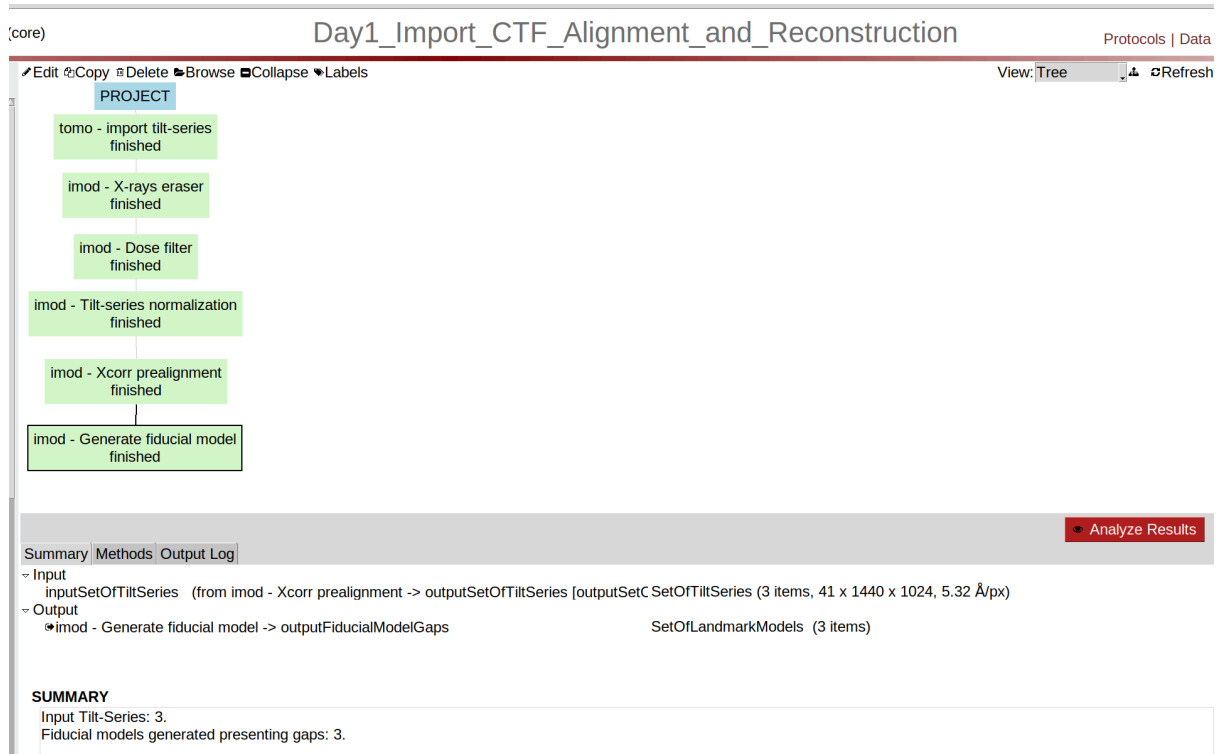 (core)
Day1_Import_CTF_Alignment_and_Reconstruction
Protocols | Data
Edit Copy Delete Browse Collapse Labels
View: Tree
Refresh
PROJECT
tomo - import tilt-series
finished
imod - X-rays eraser
finished
imod - Dose filter
finished
imod - Tilt-series normalization
finished
imod - Xcorr prealignment
finished
imod - Generate fiducial model
finished
Analyze Results
Summary Methods Output Log
Input
inputSetOfTiltSeries (from imod - Xcorr prealignment -> outputSetOfTiltSeries [outputSetC SetOfTiltSeries (3 items, 41 x 1440 x 1024, 5.32 Å/px)
Output
imod - Generate fiducial model -> outputFiducialModelGaps SetOfLandmarkModels (3 items)
SUMMARY
Input Tilt-Series: 3.
Fiducial models generated presenting gaps: 3.